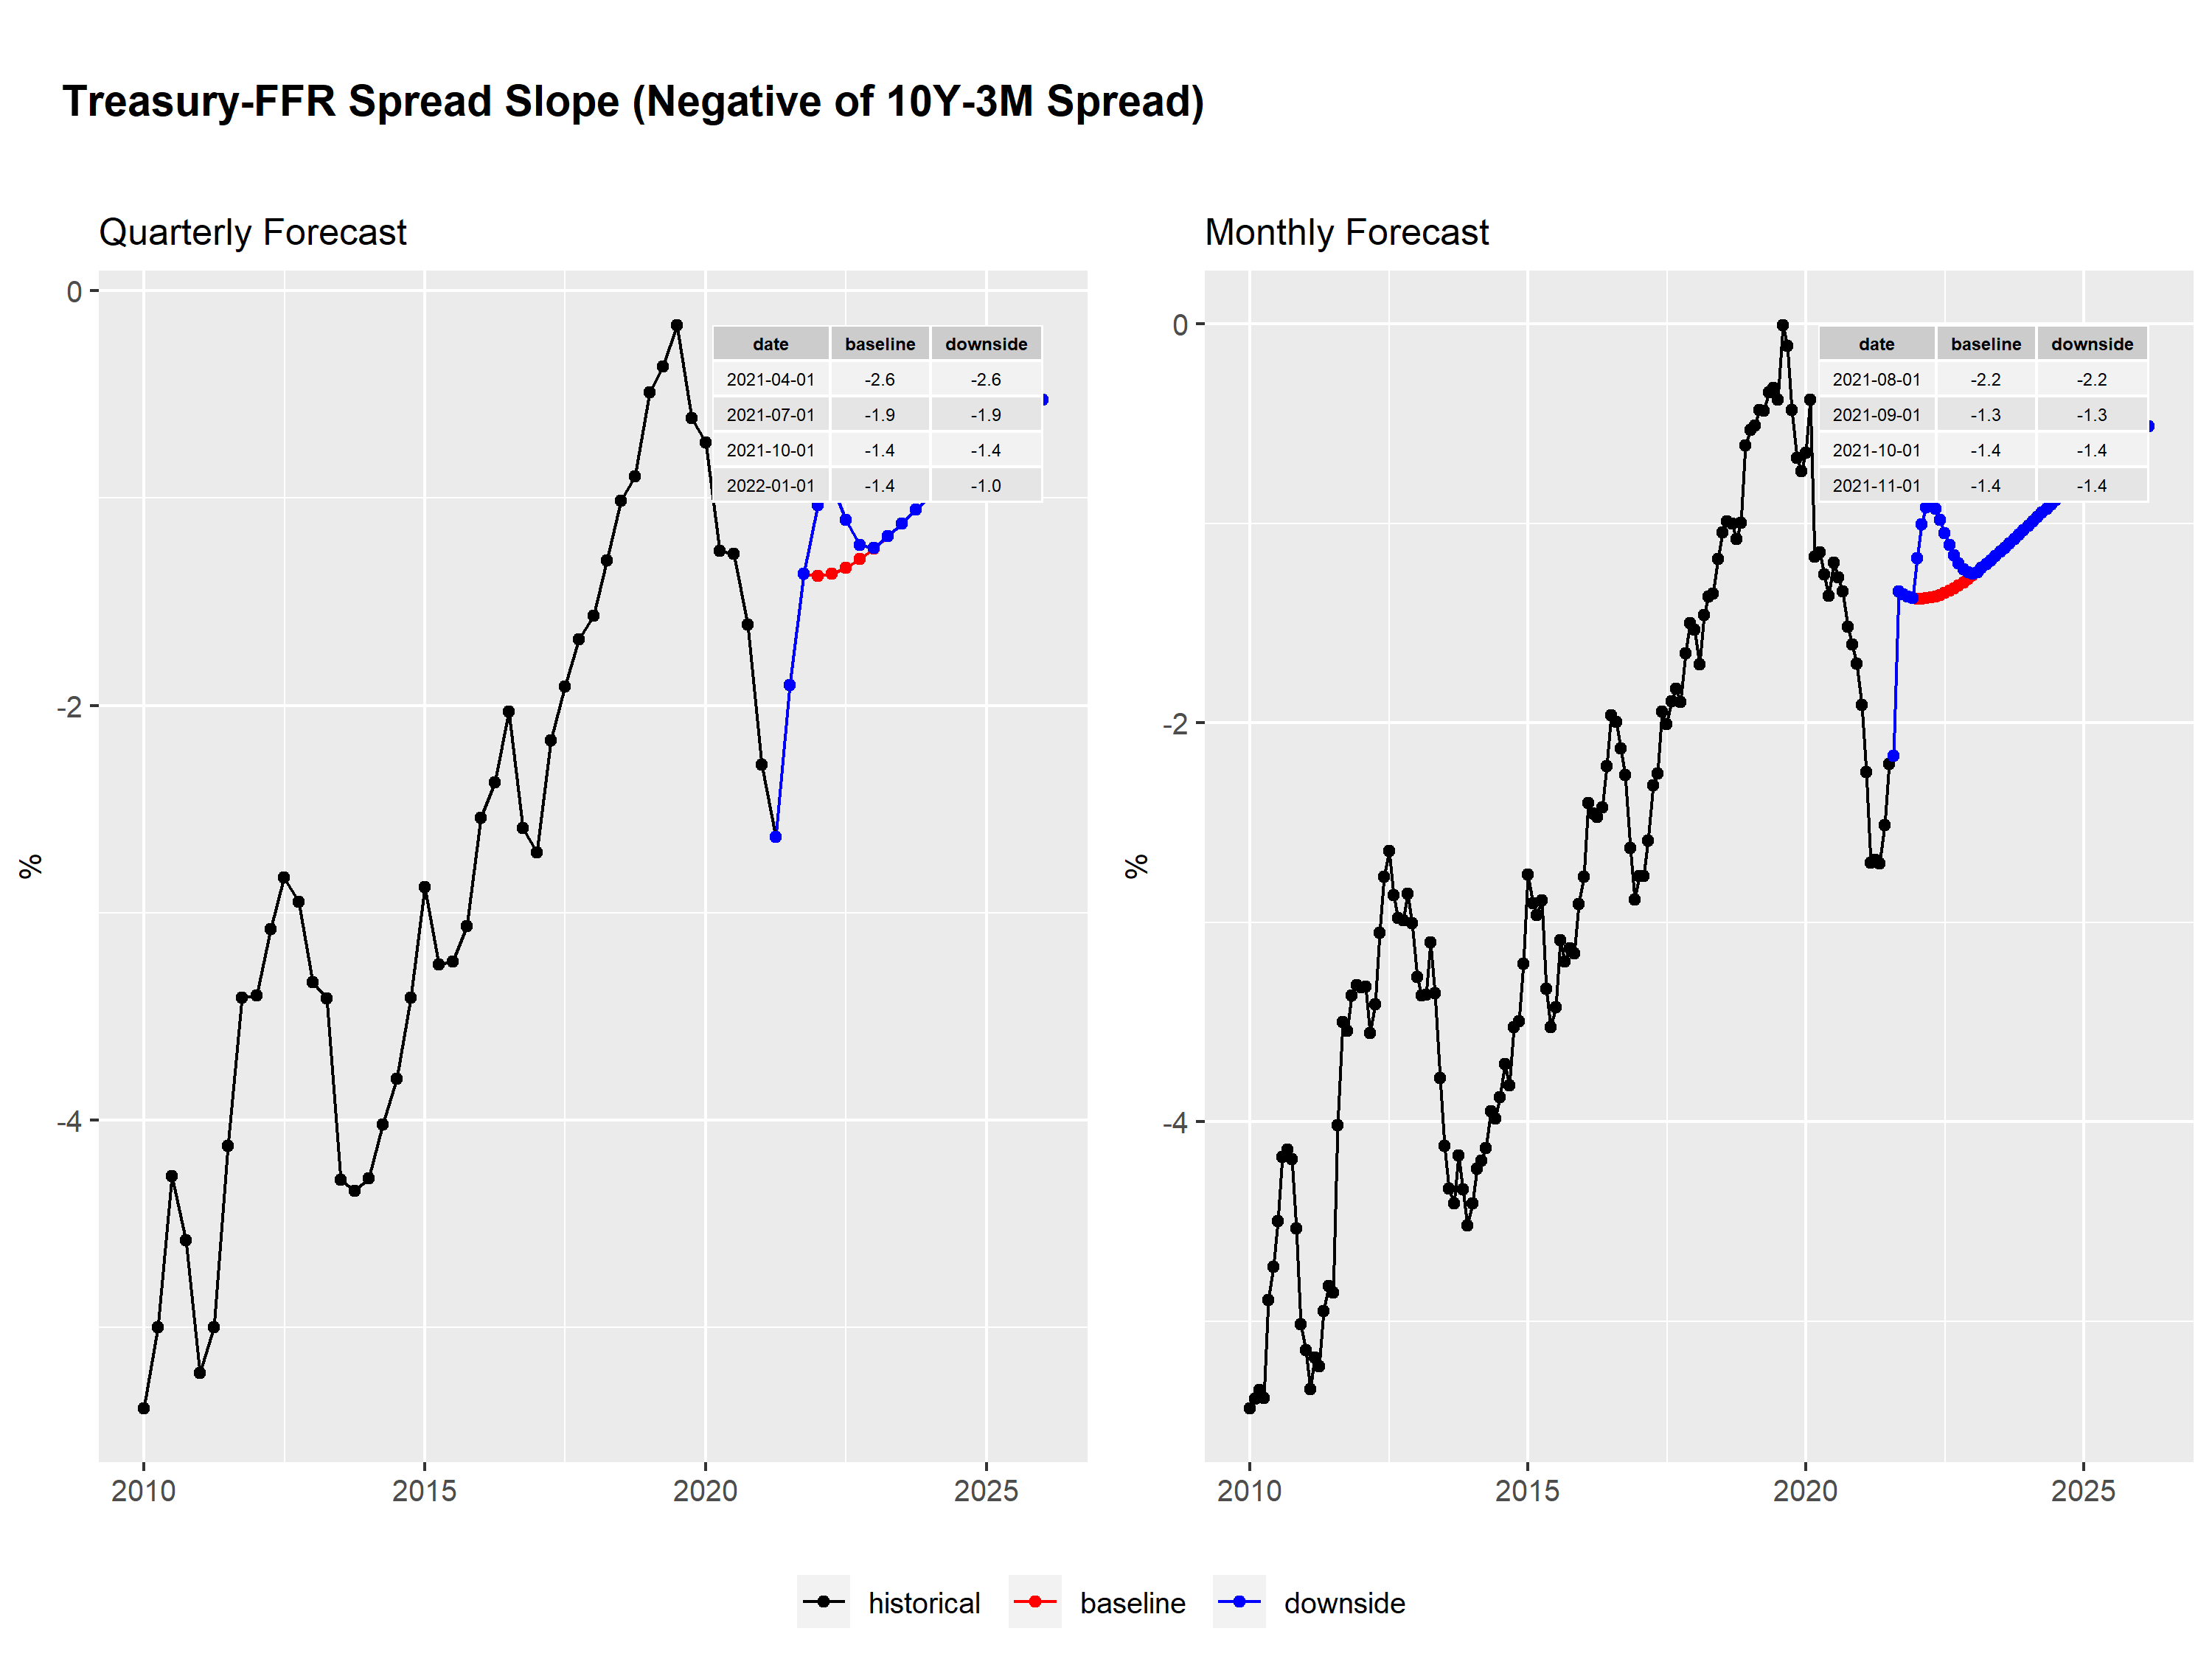 Treasury-FFR Spread Slope (Negative of 10Y-3M Spread)
Quarterly Forecast
0
-2
-4
%
2010 2015 2020 2025
date baseline downside
2021-04-01 -2.6 -2.6
2021-07-01 -1.9 -1.9
2021-10-01 -1.4 -1.4
2022-01-01 -1.4 -1.0
Monthly Forecast
0
-2
-4
%
2010 2015 2020 2025
date baseline downside
2021-08-01 -2.2 -2.2
2021-09-01 -1.3 -1.3
2021-10-01 -1.4 -1.4
2021-11-01 -1.4 -1.4
historical baseline downside